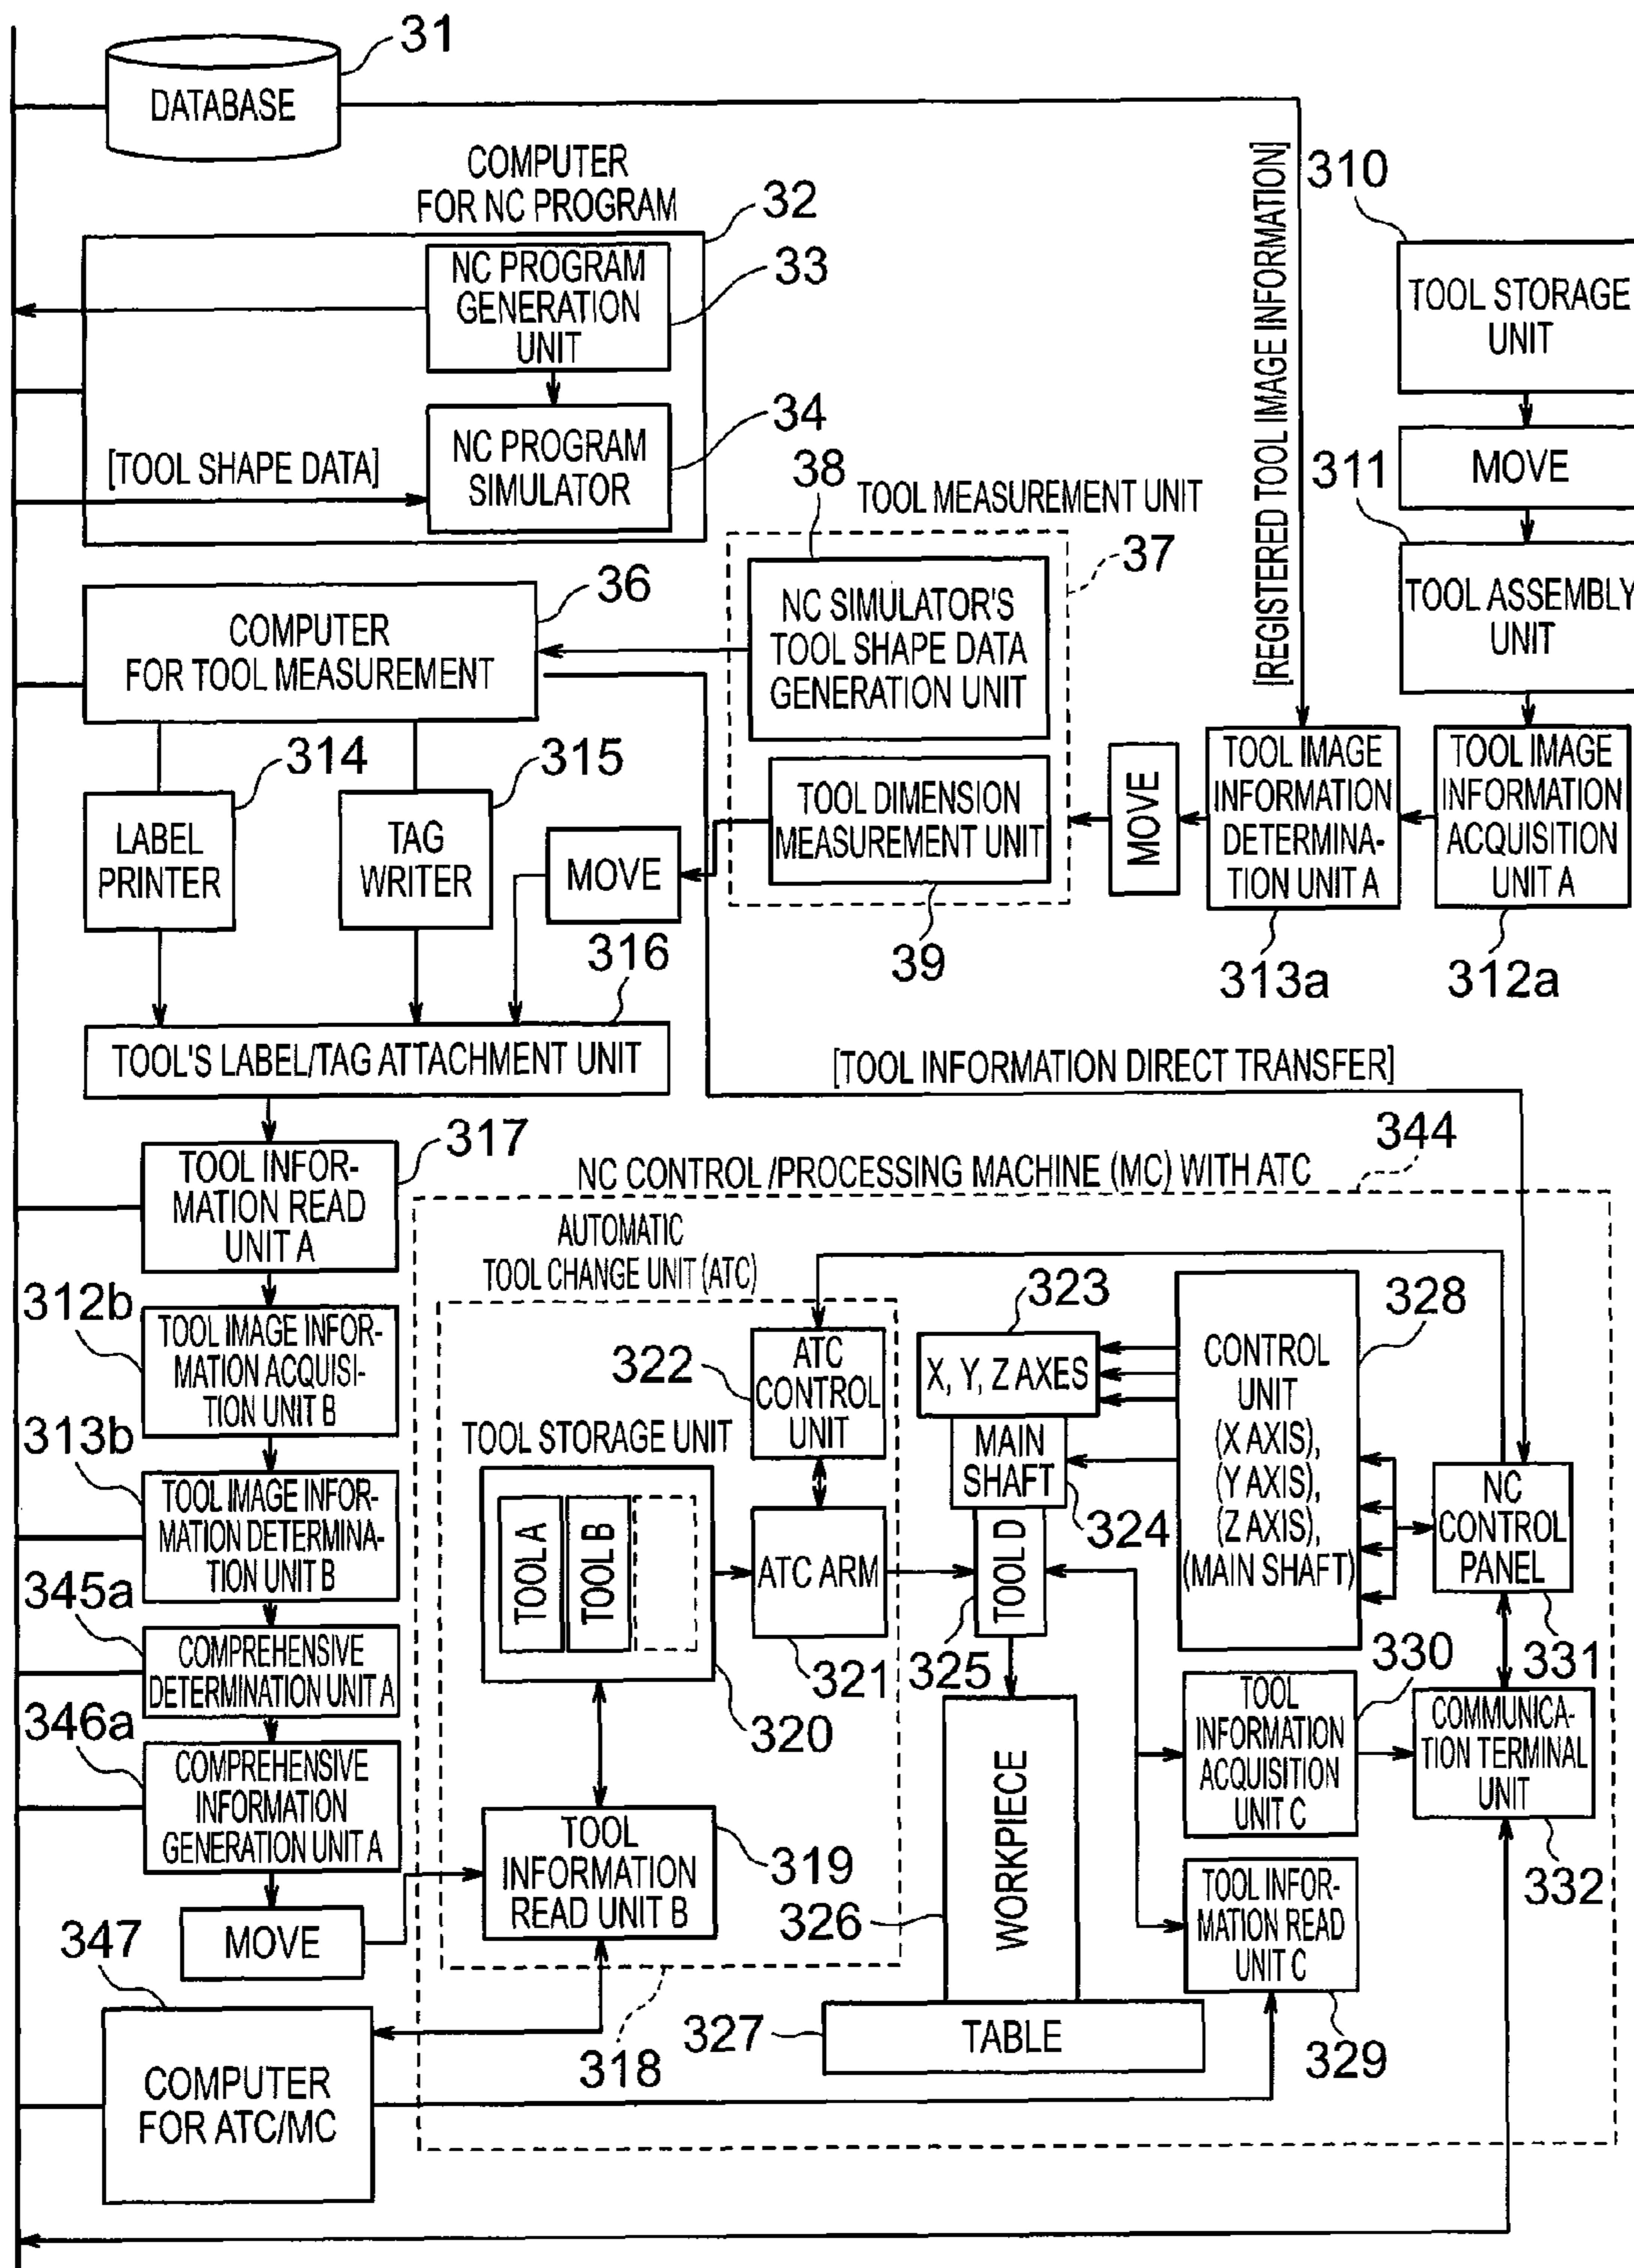 31
DATABASE
COMPUTER
FOR NC PROGRAM
32
NC PROGRAM
GENERATION
UNIT
33
[TOOL SHAPE DATA]
NC PROGRAM
SIMULATOR
34
[REGISTERED TOOL IMAGE INFORMATION]
310
TOOL STORAGE
UNIT
MOVE
311
TOOL ASSEMBLY
UNIT
38
TOOL MEASUREMENT UNIT
37
NC SIMULATOR'S
TOOL SHAPE DATA
GENERATION UNIT
TOOL DIMENSION
MEASUREMENT UNIT
39
MOVE
TOOL IMAGE
INFORMATION
DETERMINA-
TION UNIT A
313a
TOOL IMAGE
INFORMATION
ACQUISITION
UNIT A
312a
36
COMPUTER
FOR TOOL MEASUREMENT
314
LABEL
PRINTER
315
TAG
WRITER
MOVE
316
TOOL'S LABEL/TAG ATTACHMENT UNIT
[TOOL INFORMATION DIRECT TRANSFER]
317
TOOL INFOR-
MATION READ
UNIT A
312b
TOOL IMAGE INFOR-
MATION ACQUISI-
TION UNIT B
313b
TOOL IMAGE INFOR-
MATION DETERMINA-
TION UNIT B
345a
COMPREHENSIVE
DETERMINATION UNIT A
346a
COMPREHENSIVE
INFORMATION
GENERATION UNIT A
MOVE
347
COMPUTER
FOR ATC/MC
344
NC CONTROL /PROCESSING MACHINE (MC) WITH ATC
AUTOMATIC
TOOL CHANGE UNIT (ATC)
322
ATC
CONTROL
UNIT
TOOL STORAGE UNIT
TOOL A
TOOL B
320
ATC ARM
321
TOOL
INFORMATION
READ UNIT B
319
318
323
X, Y, Z AXES
MAIN
SHAFT
324
TOOL D
325
WORKPIECE
326
TABLE
327
328
CONTROL
UNIT
(X AXIS),
(Y AXIS),
(Z AXIS),
(MAIN SHAFT)
NC
CONTROL
PANEL
331
330
TOOL
INFORMATION
ACQUISITION
UNIT C
COMMUNICA-
TION TERMINAL
UNIT
332
TOOL INFOR-
MATION READ
UNIT C
329